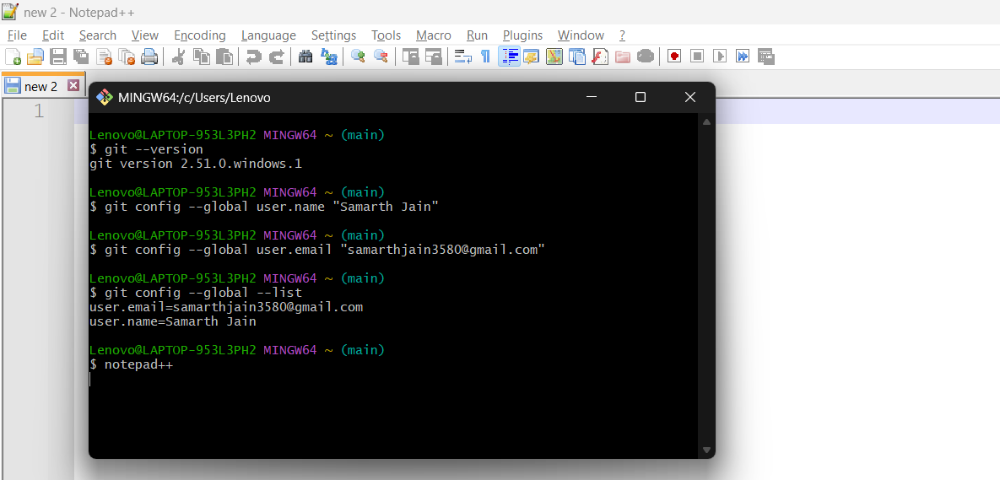 new 2 - Notepad++
File Edit Search View Encoding Language Settings Tools Macro Run Plugins Window ?
new 2
1
MINGW64:/c/Users/Lenovo
Lenovo@LAPTOP-953L3PH2 MINGW64 ~ (main)
$ git --version
git version 2.51.0.windows.1
Lenovo@LAPTOP-953L3PH2 MINGW64 ~ (main)
$ git config --global user.name "Samarth Jain"
Lenovo@LAPTOP-953L3PH2 MINGW64 ~ (main)
$ git config --global user.email "samarthjain3580@gmail.com"
Lenovo@LAPTOP-953L3PH2 MINGW64 ~ (main)
$ git config --global --list
user.email=samarthjain3580@gmail.com
user.name=Samarth Jain
Lenovo@LAPTOP-953L3PH2 MINGW64 ~ (main)
$ notepad++